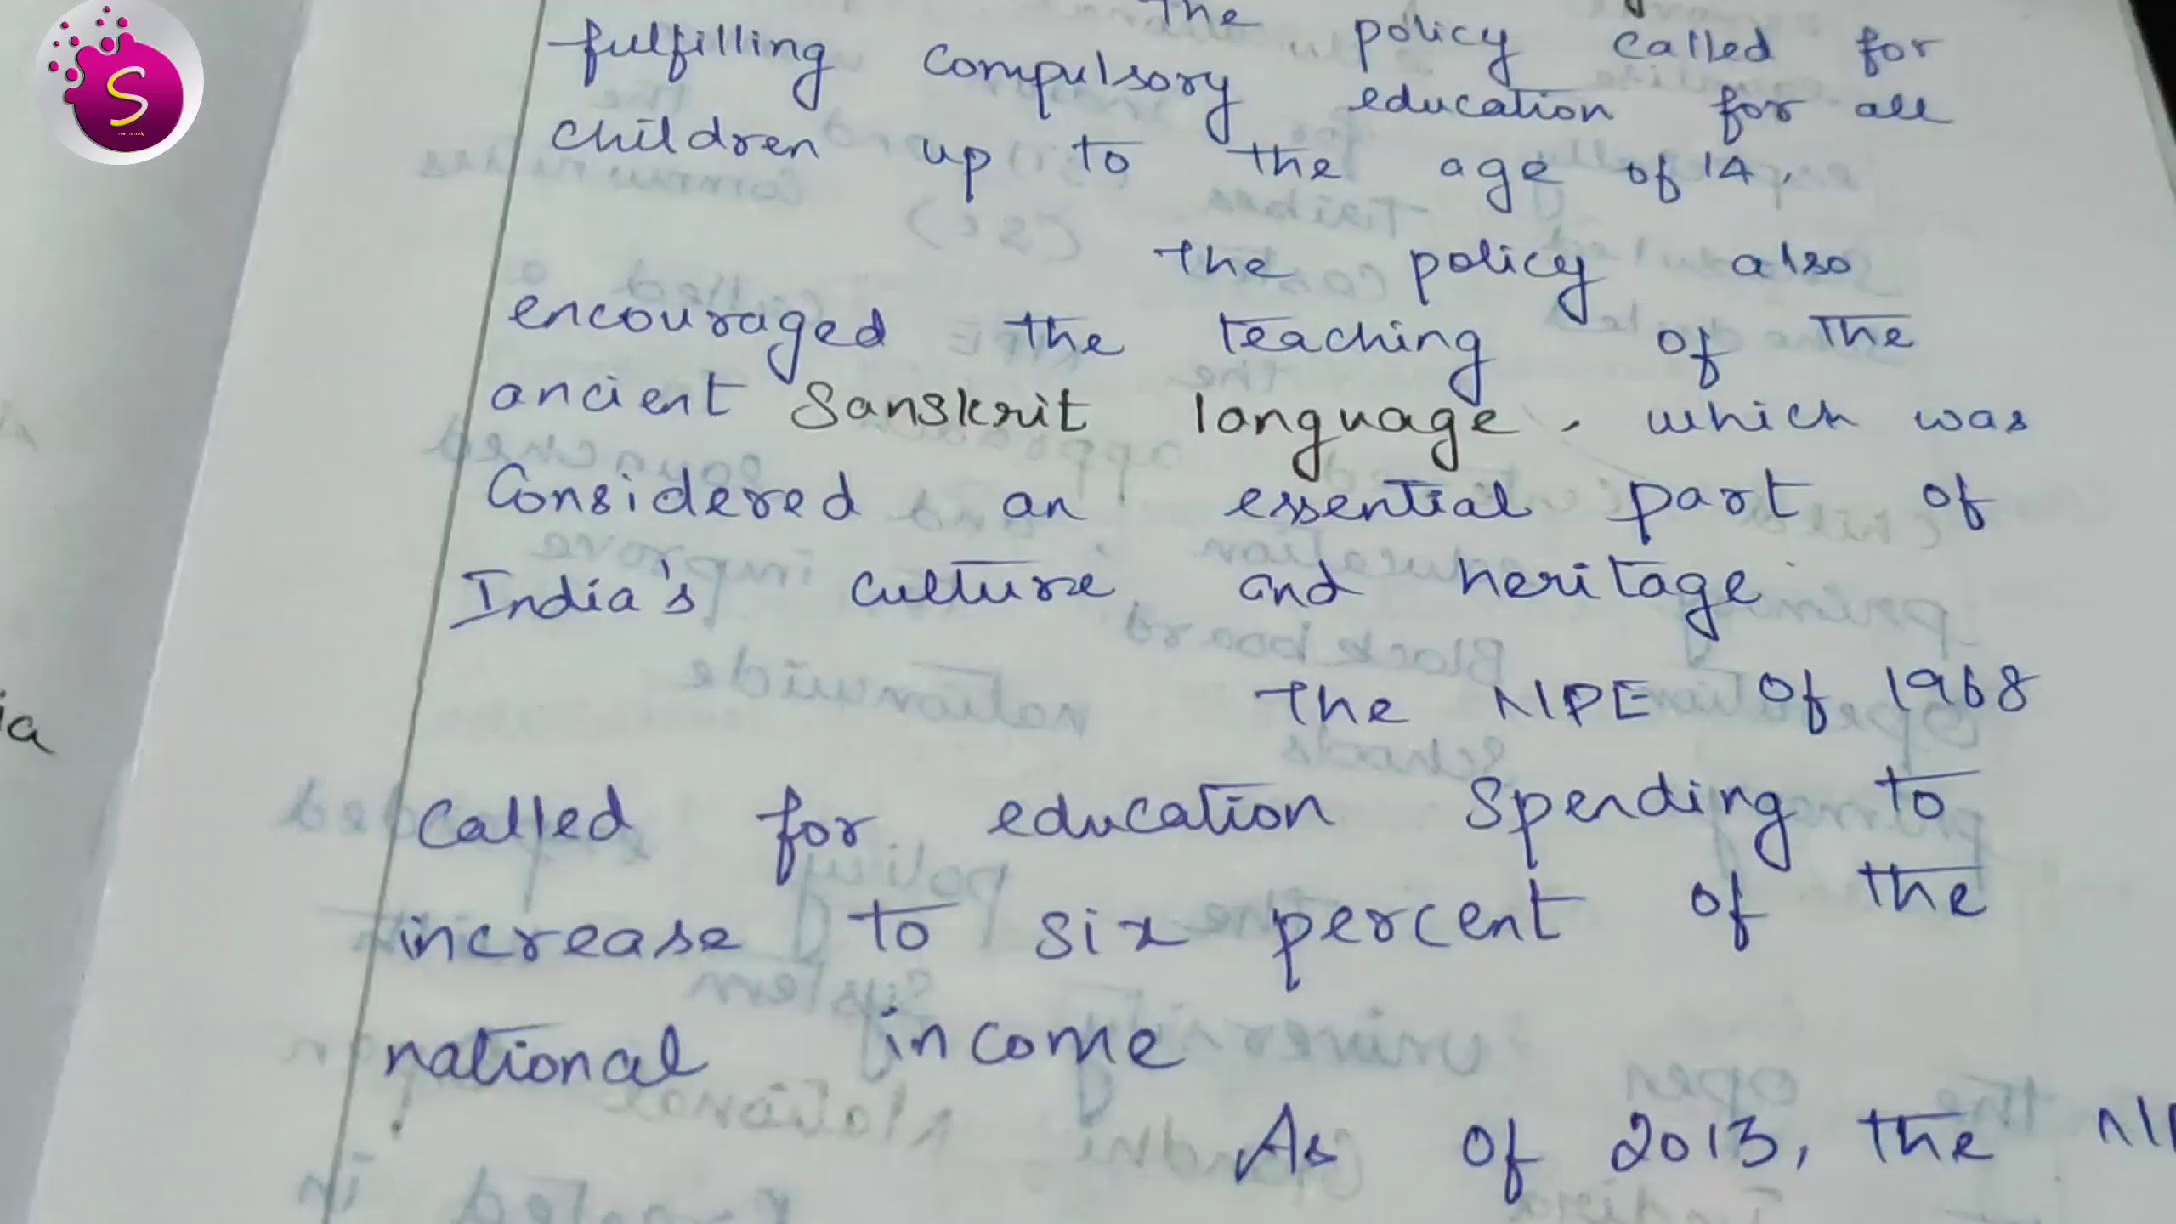 The policy called for
fulfilling compulsory education for all
children up to the age of 14.
the policy also
encouraged the teaching of the
ancient Sanskrit language, which was
Considered an essential part of
India's culture and heritage
The NPE of 1968
called for education spending to
increase to six percent of the
national income
As of 2013, the
ia
S